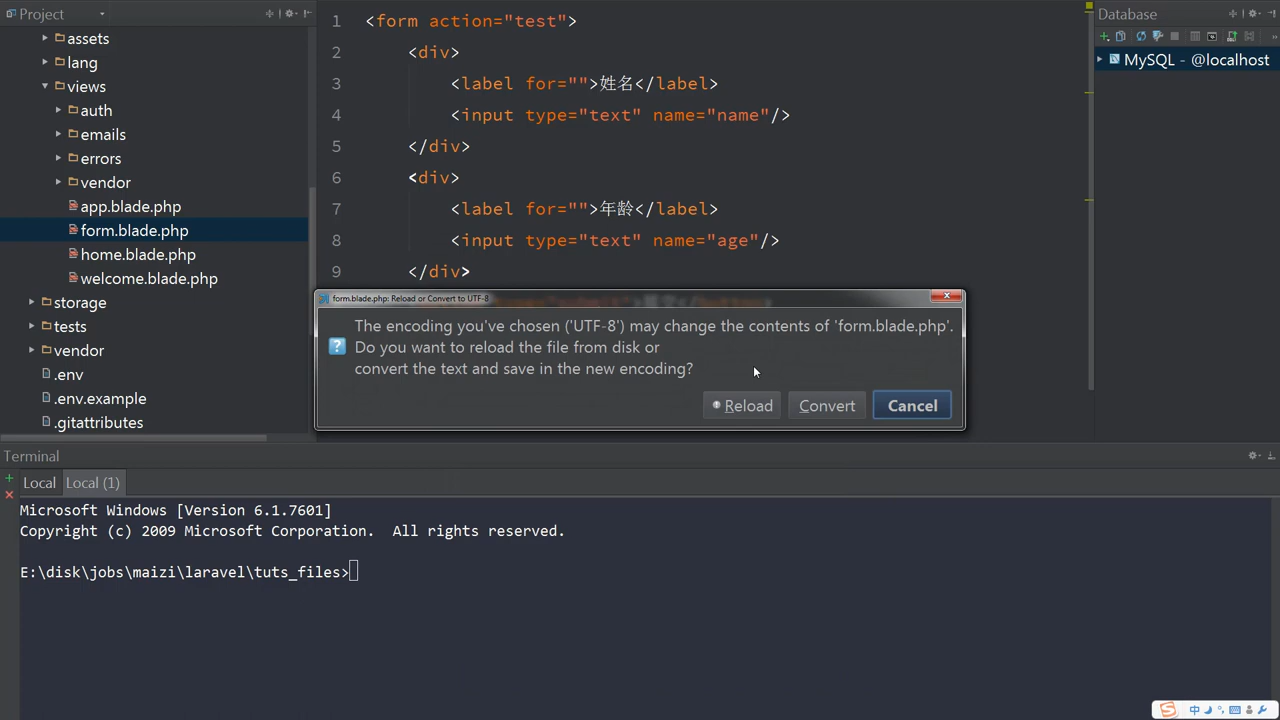 Project
assets
lang
views
auth
emails
errors
vendor
app.blade.php
form.blade.php
home.blade.php
welcome.blade.php
storage
tests
vendor
.env
.env.example
.gitattributes
1 <form action="test">
2 <div>
3 <label for="">姓名</label>
4 <input type="text" name="name"/>
5 </div>
6 <div>
7 <label for="">年龄</label>
8 <input type="text" name="age"/>
9 </div>
Database
MySQL - @localhost
form.blade.php: Reload or Convert to UTF-8
The encoding you've chosen ('UTF-8') may change the contents of 'form.blade.php'.
Do you want to reload the file from disk or
convert the text and save in the new encoding?
Reload Convert Cancel
Terminal
Local Local (1)
Microsoft Windows [Version 6.1.7601]
Copyright (c) 2009 Microsoft Corporation. All rights reserved.
E:\disk\jobs\maizi\laravel\tuts_files>
中